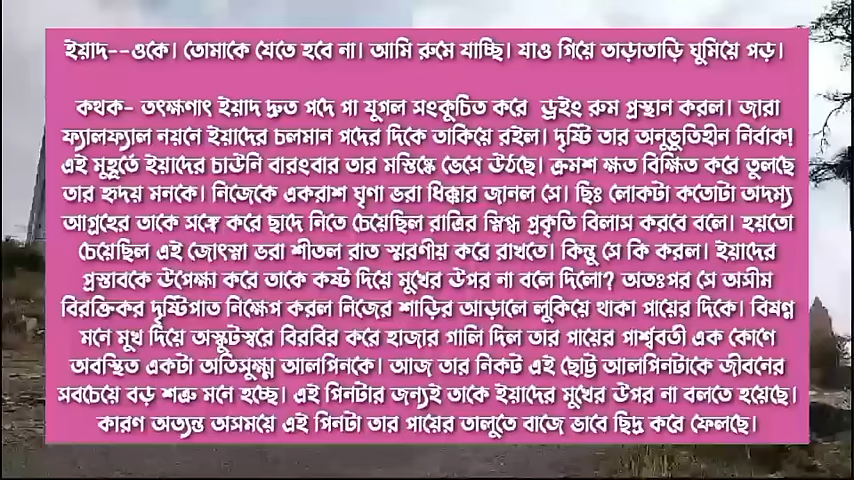 ইয়াদ--ওকে। তোমাকে যেতে হবে না। আমি রুমে যাচ্ছি। যাও গিয়ে তাড়াতাড়ি ঘুমিয়ে পড়।
কথক- তৎক্ষণাৎ ইয়াদ দ্রুত পদে পা যুগল সংকুচিত করে ড্রইং রুম প্রস্থান করল। জারা
ফ্যালফ্যাল নয়নে ইয়াদের চলমান পদের দিকে তাকিয়ে রইল। দৃষ্টি তার অনুভূতিহীন নির্বাক!
এই মুহূর্তে ইয়াদের চাউনি বারংবার তার মস্তিষ্কে ভেসে উঠছে। ক্রমশ ক্ষত বিক্ষিত করে তুলছে
তার হৃদয় মনকে। নিজেকে একরাশ ঘৃণা ভরা ধিক্কার জানল সে। ছিঃ লোকটা কতোটা অদম্য
আগ্রহের তাকে সঙ্গে করে ছাদে নিতে চেয়েছিল রাত্রির স্নিগ্ধ প্রকৃতি বিলাস করবে বলে। হয়তো
চেয়েছিল এই জোৎস্না ভরা শীতল রাত স্মরণীয় করে রাখতে। কিন্তু সে কি করল। ইয়াদের
প্রস্তাবকে উপেক্ষা করে তাকে কষ্ট দিয়ে মুখের উপর না বলে দিলো? অতঃপর সে অসীম
বিরক্তিকর দৃষ্টিপাত নিক্ষেপ করল নিজের শাড়ির আড়ালে লুকিয়ে থাকা পায়ের দিকে। বিষণ্ণ
মনে মুখ দিয়ে অস্ফুটস্বরে বিরবির করে হাজার গালি দিল তার পায়ের পার্শ্ববতী এক কোণে
অবস্থিত একটা অতিসুক্ষ্ম আলপিনকে। আজ তার নিকট এই ছোট্ট আলপিনটাকে জীবনের
সবচেয়ে বড় শত্রু মনে হচ্ছে। এই পিনটার জন্যই তাকে ইয়াদের মুখের উপর না বলতে হয়েছে।
কারণ অত্যন্ত অসময়ে এই পিনটা তার পায়ের তালুতে বাজে ভাবে ছিদ্র করে ফেলছে।